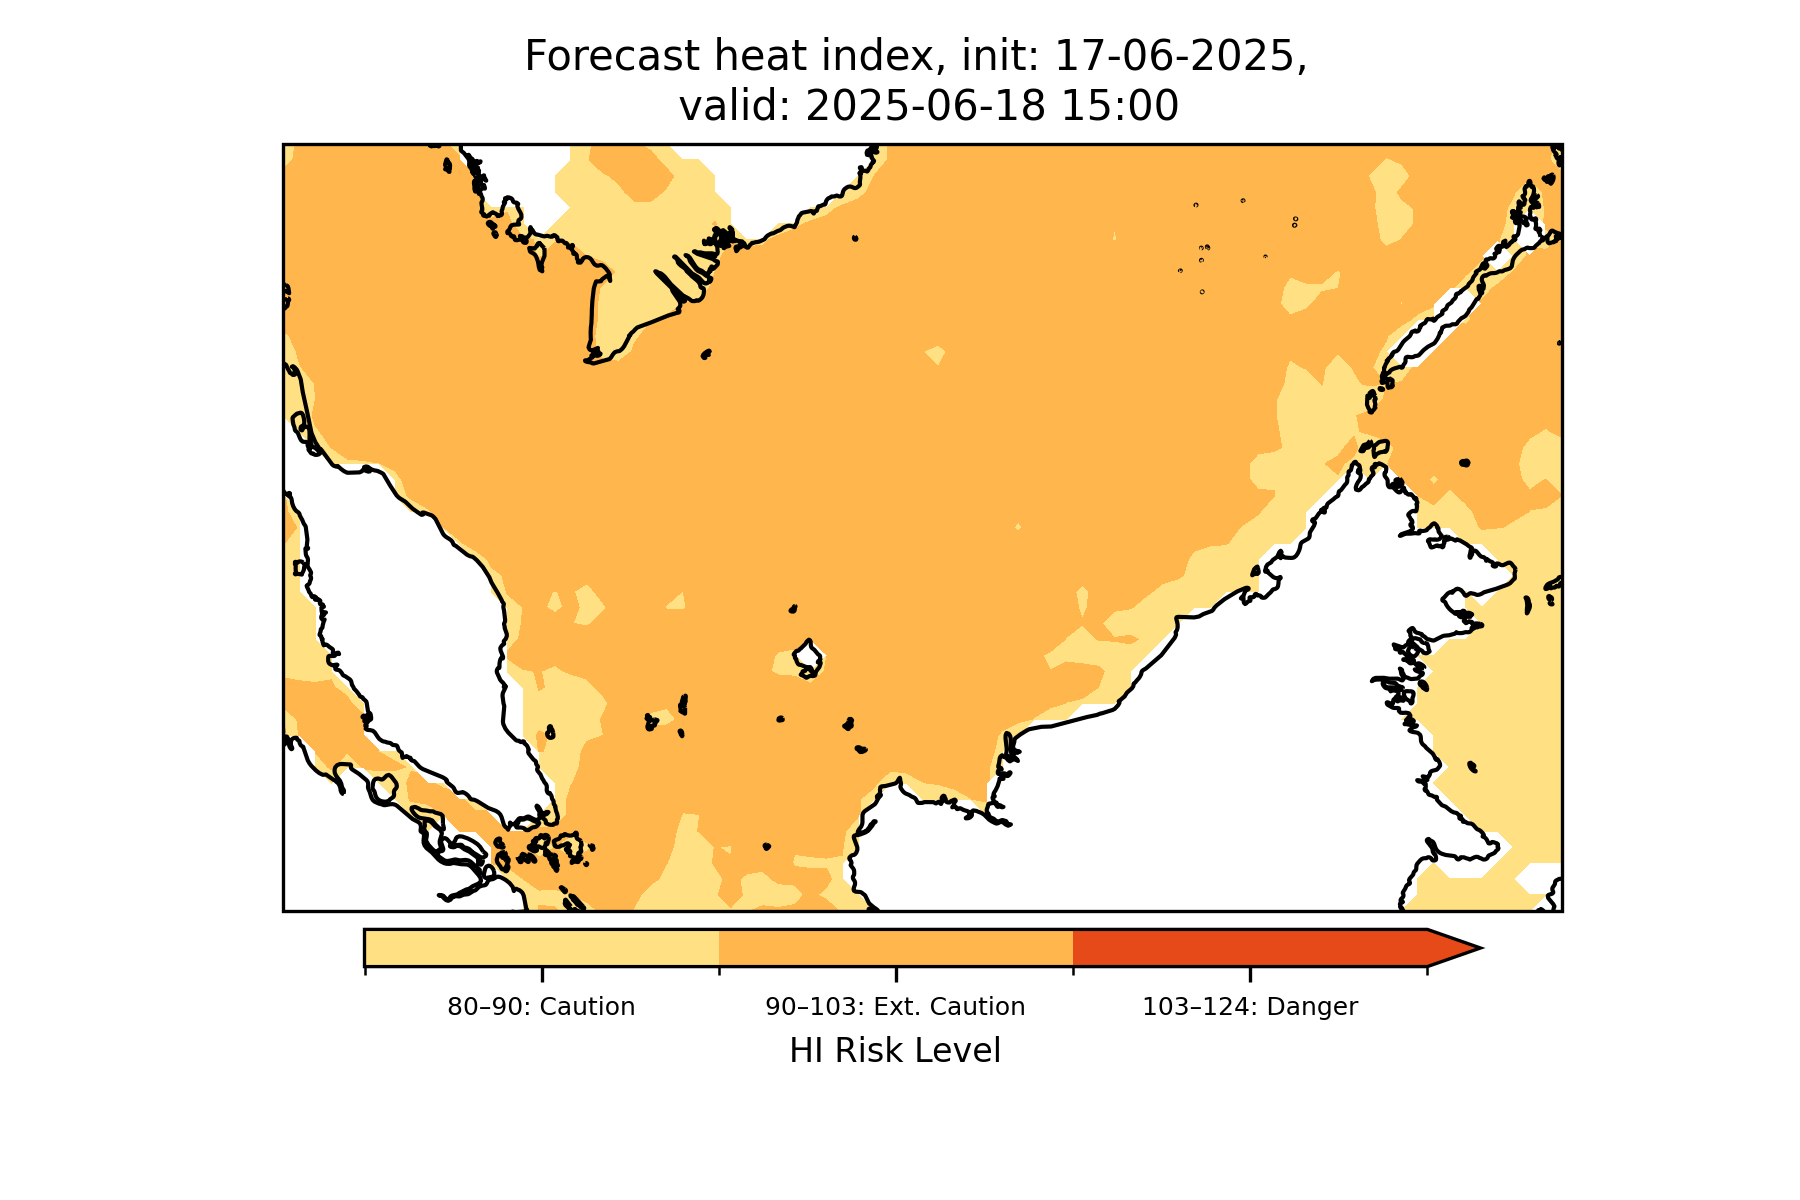 Forecast heat index, init: 17-06-2025,
valid: 2025-06-18 15:00
80–90: Caution
90–103: Ext. Caution
103–124: Danger
HI Risk Level